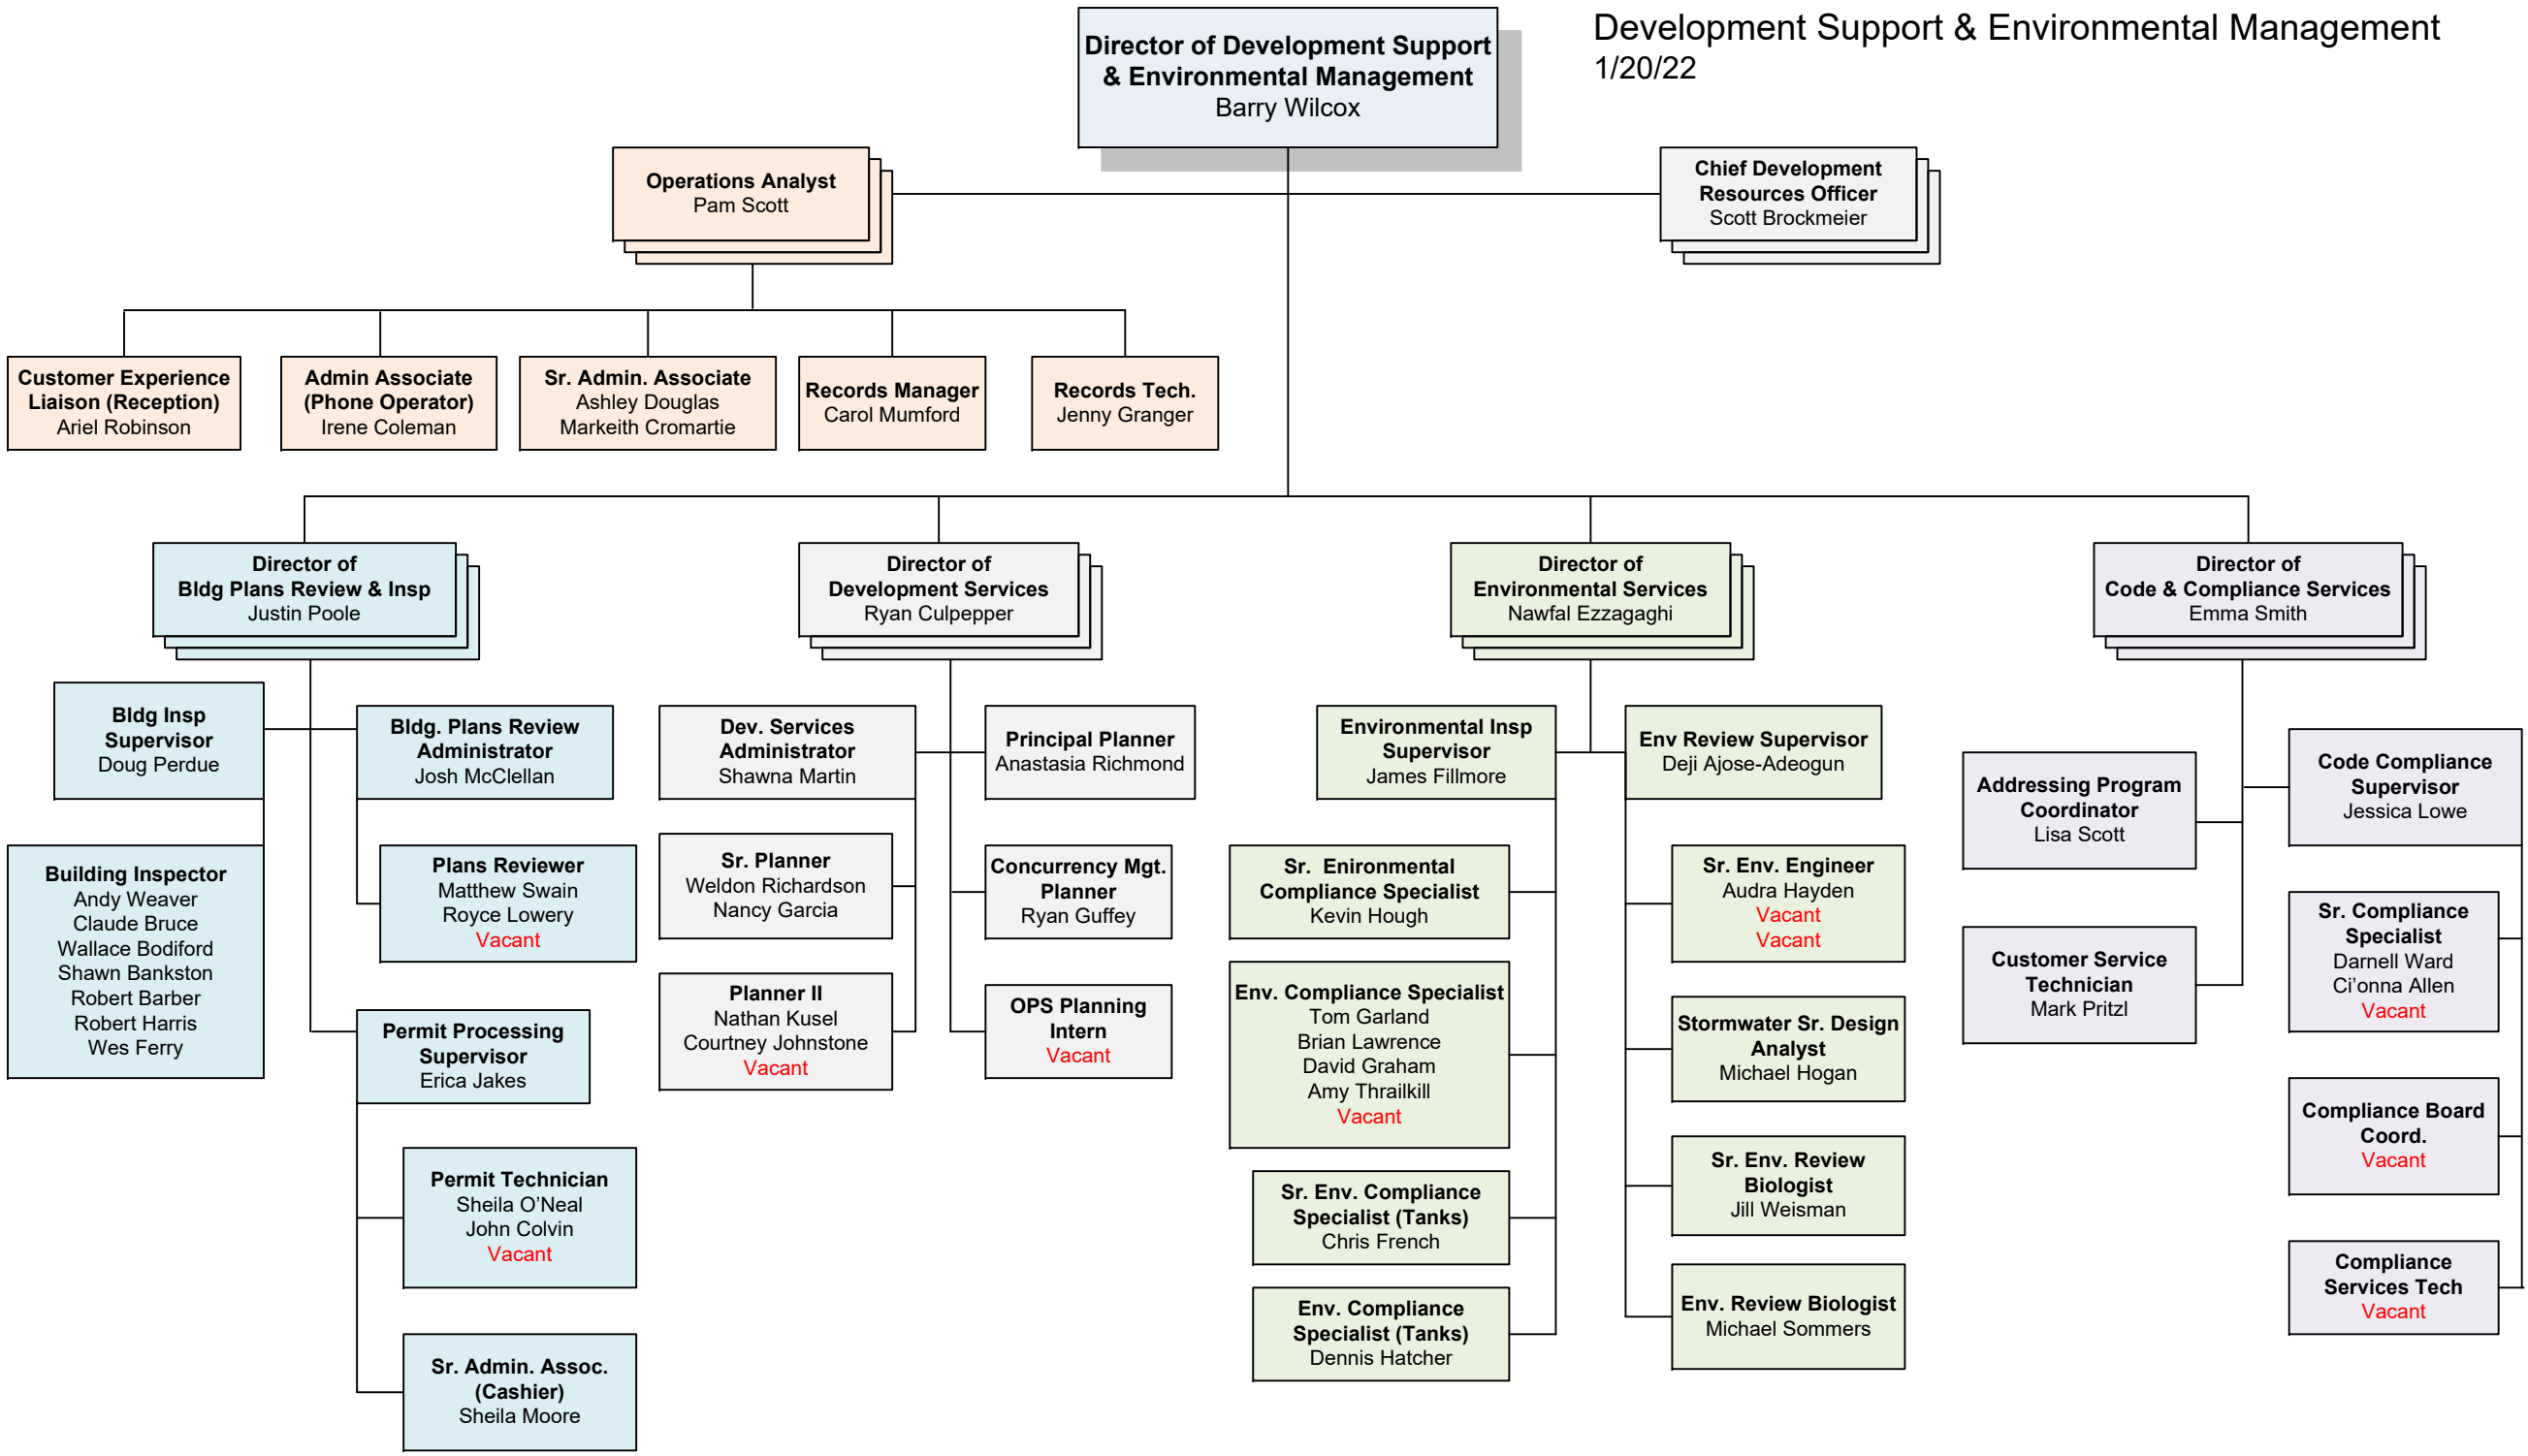 Development Support & Environmental Management
1/20/22
Director of Development Support
& Environmental Management
Barry Wilcox
Operations Analyst
Pam Scott
Chief Development
Resources Officer
Scott Brockmeier
Customer Experience
Liaison (Reception)
Ariel Robinson
Admin Associate
(Phone Operator)
Irene Coleman
Sr. Admin. Associate
Ashley Douglas
Markeith Cromartie
Records Manager
Carol Mumford
Records Tech.
Jenny Granger
Director of
Bldg Plans Review & Insp
Justin Poole
Director of
Development Services
Ryan Culpepper
Director of
Environmental Services
Nawfal Ezzagaghi
Director of
Code & Compliance Services
Emma Smith
Bldg Insp
Supervisor
Doug Perdue
Bldg. Plans Review
Administrator
Josh McClellan
Building Inspector
Andy Weaver
Claude Bruce
Wallace Bodiford
Shawn Bankston
Robert Barber
Robert Harris
Wes Ferry
Plans Reviewer
Matthew Swain
Royce Lowery
Vacant
Permit Processing
Supervisor
Erica Jakes
Permit Technician
Sheila O’Neal
John Colvin
Vacant
Sr. Admin. Assoc.
(Cashier)
Sheila Moore
Dev. Services
Administrator
Shawna Martin
Principal Planner
Anastasia Richmond
Sr. Planner
Weldon Richardson
Nancy Garcia
Concurrency Mgt.
Planner
Ryan Guffey
Planner II
Nathan Kusel
Courtney Johnstone
Vacant
OPS Planning
Intern
Vacant
Environmental Insp
Supervisor
James Fillmore
Env Review Supervisor
Deji Ajose-Adeogun
Sr. Enironmental
Compliance Specialist
Kevin Hough
Env. Compliance Specialist
Tom Garland
Brian Lawrence
David Graham
Amy Thrailkill
Vacant
Sr. Env. Compliance
Specialist (Tanks)
Chris French
Env. Compliance
Specialist (Tanks)
Dennis Hatcher
Sr. Env. Engineer
Audra Hayden
Vacant
Vacant
Stormwater Sr. Design
Analyst
Michael Hogan
Sr. Env. Review
Biologist
Jill Weisman
Env. Review Biologist
Michael Sommers
Addressing Program
Coordinator
Lisa Scott
Customer Service
Technician
Mark Pritzl
Code Compliance
Supervisor
Jessica Lowe
Sr. Compliance
Specialist
Darnell Ward
Ci’onna Allen
Vacant
Compliance Board
Coord.
Vacant
Compliance
Services Tech
Vacant